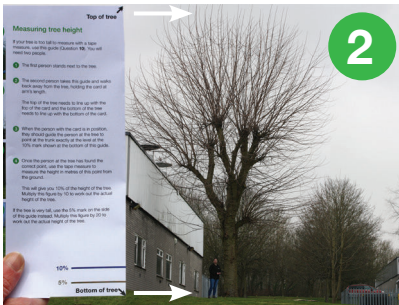 Top of tree
2
Measuring tree height
If your tree is too tall to measure with a tape
measure, use this guide (Question 10). You will
need two people.
1 The first person stands next to the tree.
2 The second person takes this guide and walks
back away from the tree, holding the card at
arm's length.
The top of the tree needs to line up with the
top of the card and the bottom of the tree
needs to line up with the bottom of the card.
3 When the person with the card is in position,
they should guide the person at the tree to
point at the trunk exactly at the level at the
10% mark shown at the bottom of this guide.
4 Once the person at the tree has found the
correct point, use the tape measure to
measure the height in metres of this point from
the ground.
This will give you 10% of the height of the tree.
Multiply this figure by 10 to work out the actual
height of the tree.
If the tree is very tall, use the 5% mark on the side
of this guide instead. Multiply this figure by 20 to
work out the actual height of the tree.
10%
5%
Bottom of tree